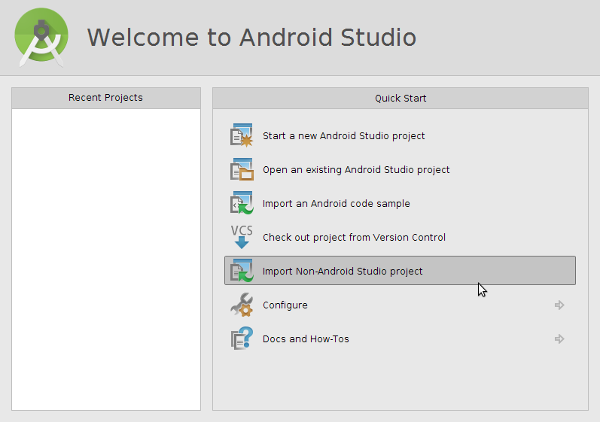 Welcome to Android Studio
Recent Projects
Quick Start
Start a new Android Studio project
Open an existing Android Studio project
Import an Android code sample
VCS
Check out project from Version Control
Import Non-Android Studio project
Configure
Docs and How-Tos